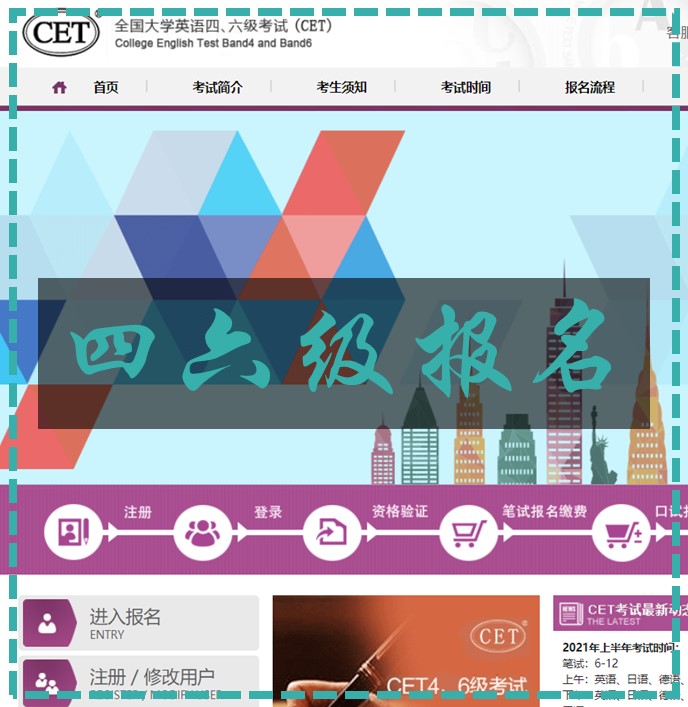 CET
全国大学英语四、六级考试（CET）
College English Test Band4 and Band6
首页
考试简介
考生须知
考试时间
报名流程
四六级报名
注册
登录
资格验证
笔试报名缴费
进入报名
ENTRY
注册 / 修改用户
CET
CET4、6级考试
NEWS
CET考试最新动态
THE LATEST
2021年上半年考试时间：
笔试：6-12
上午：英语、日语、德语、